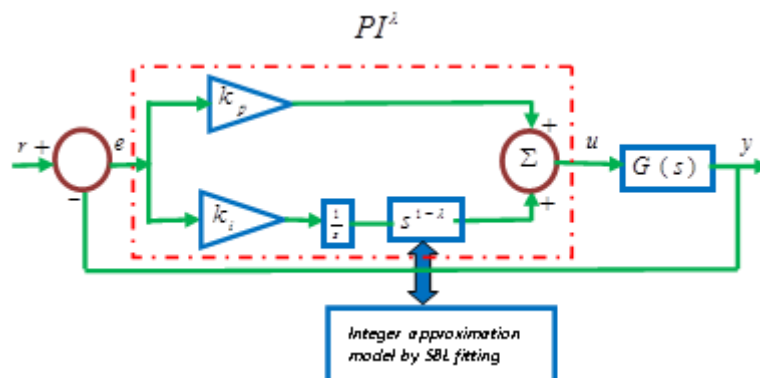 PI^λ
k_p
r + e + Σ u G(s) y
−
k_i 1/s s^{1-λ} +
Integer approximation
model by SBL fitting